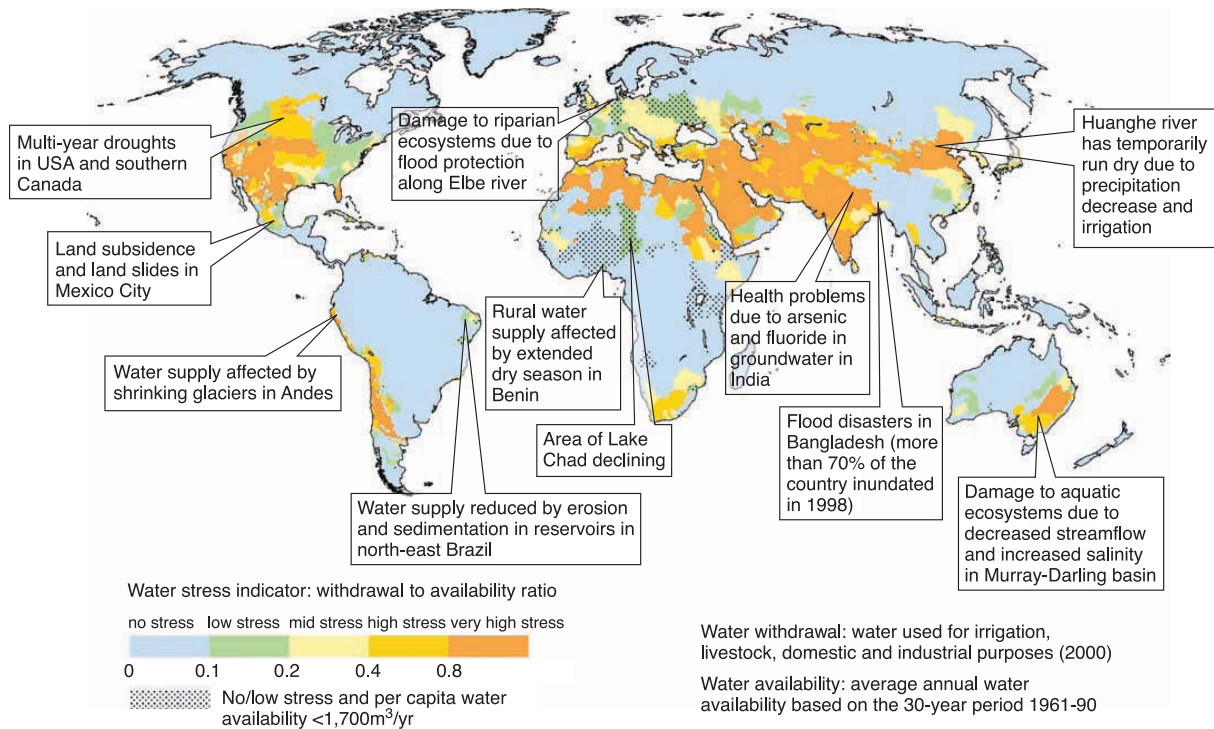 Multi-year droughts
in USA and southern
Canada
Damage to riparian
ecosystems due to
flood protection
along Elbe river
Huanghe river
has temporarily
run dry due to
precipitation
decrease and
irrigation
Land subsidence
and land slides in
Mexico City
Water supply affected by
shrinking glaciers in Andes
Rural water
supply affected
by extended
dry season in
Benin
Health problems
due to arsenic
and fluoride in
groundwater in
India
Area of Lake
Chad declining
Flood disasters in
Bangladesh (more
than 70% of the
country inundated
in 1998)
Water supply reduced by erosion
and sedimentation in reservoirs in
north-east Brazil
Damage to aquatic
ecosystems due to
decreased streamflow
and increased salinity
in Murray-Darling basin
Water stress indicator: withdrawal to availability ratio
no stress low stress mid stress high stress very high stress
0 0.1 0.2 0.4 0.8
No/low stress and per capita water
availability <1,700m³/yr
Water withdrawal: water used for irrigation,
livestock, domestic and industrial purposes (2000)
Water availability: average annual water
availability based on the 30-year period 1961-90